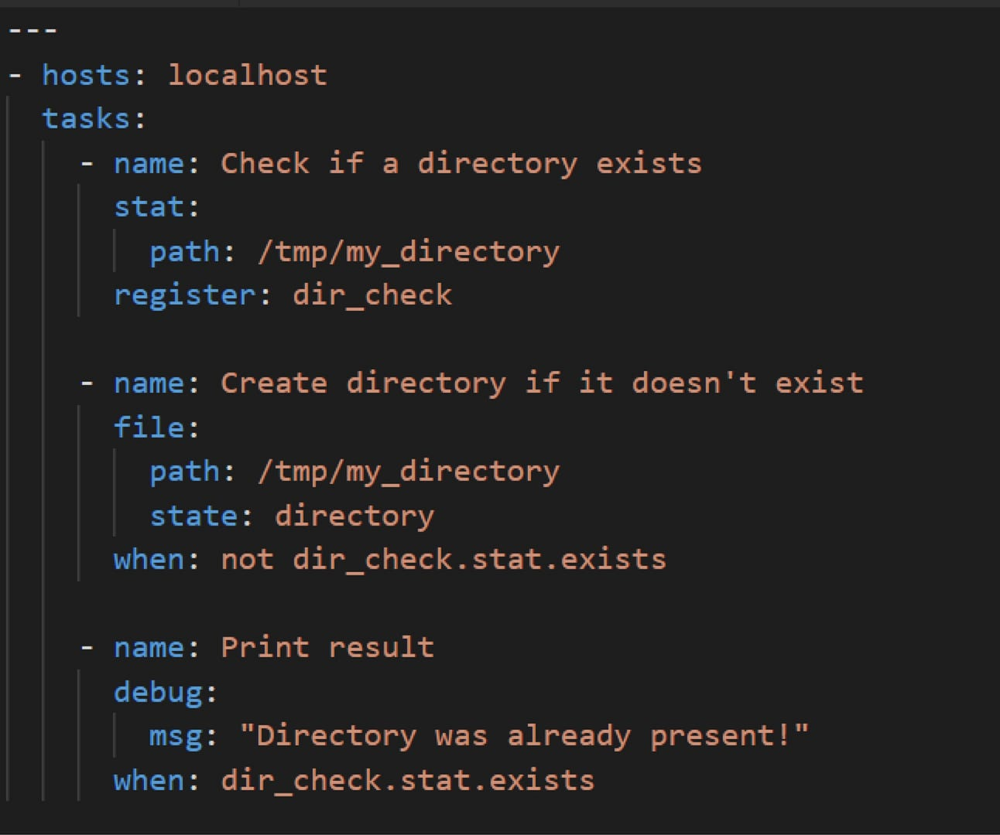 ---
- hosts: localhost
  tasks:
    - name: Check if a directory exists
      stat:
        path: /tmp/my_directory
      register: dir_check

    - name: Create directory if it doesn't exist
      file:
        path: /tmp/my_directory
        state: directory
      when: not dir_check.stat.exists

    - name: Print result
      debug:
        msg: "Directory was already present!"
      when: dir_check.stat.exists